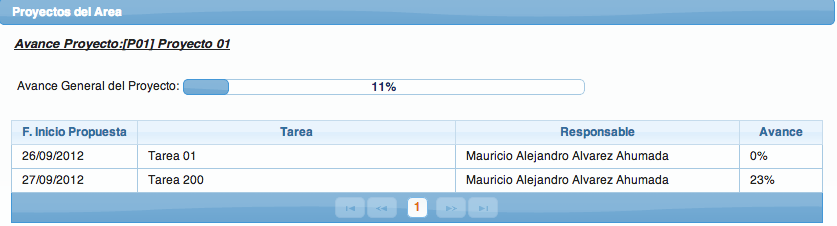 Proyectos del Area
Avance Proyecto:[P01] Proyecto 01
Avance General del Proyecto: 11%
F. Inicio Propuesta Tarea Responsable Avance
26/09/2012 Tarea 01 Mauricio Alejandro Alvarez Ahumada 0%
27/09/2012 Tarea 200 Mauricio Alejandro Alvarez Ahumada 23%
1